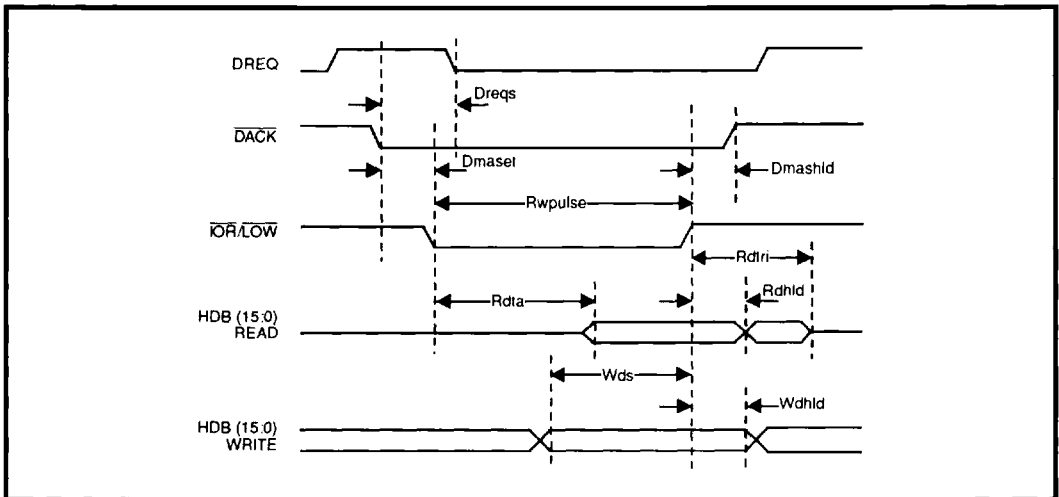 DREQ
Dreqs
DACK
Dmaset
Dmashld
Rwpulse
IOR/LOW
Rdtri
Rdta
Rdhld
HDB (15:0)
READ
Wds
Wdhld
HDB (15:0)
WRITE